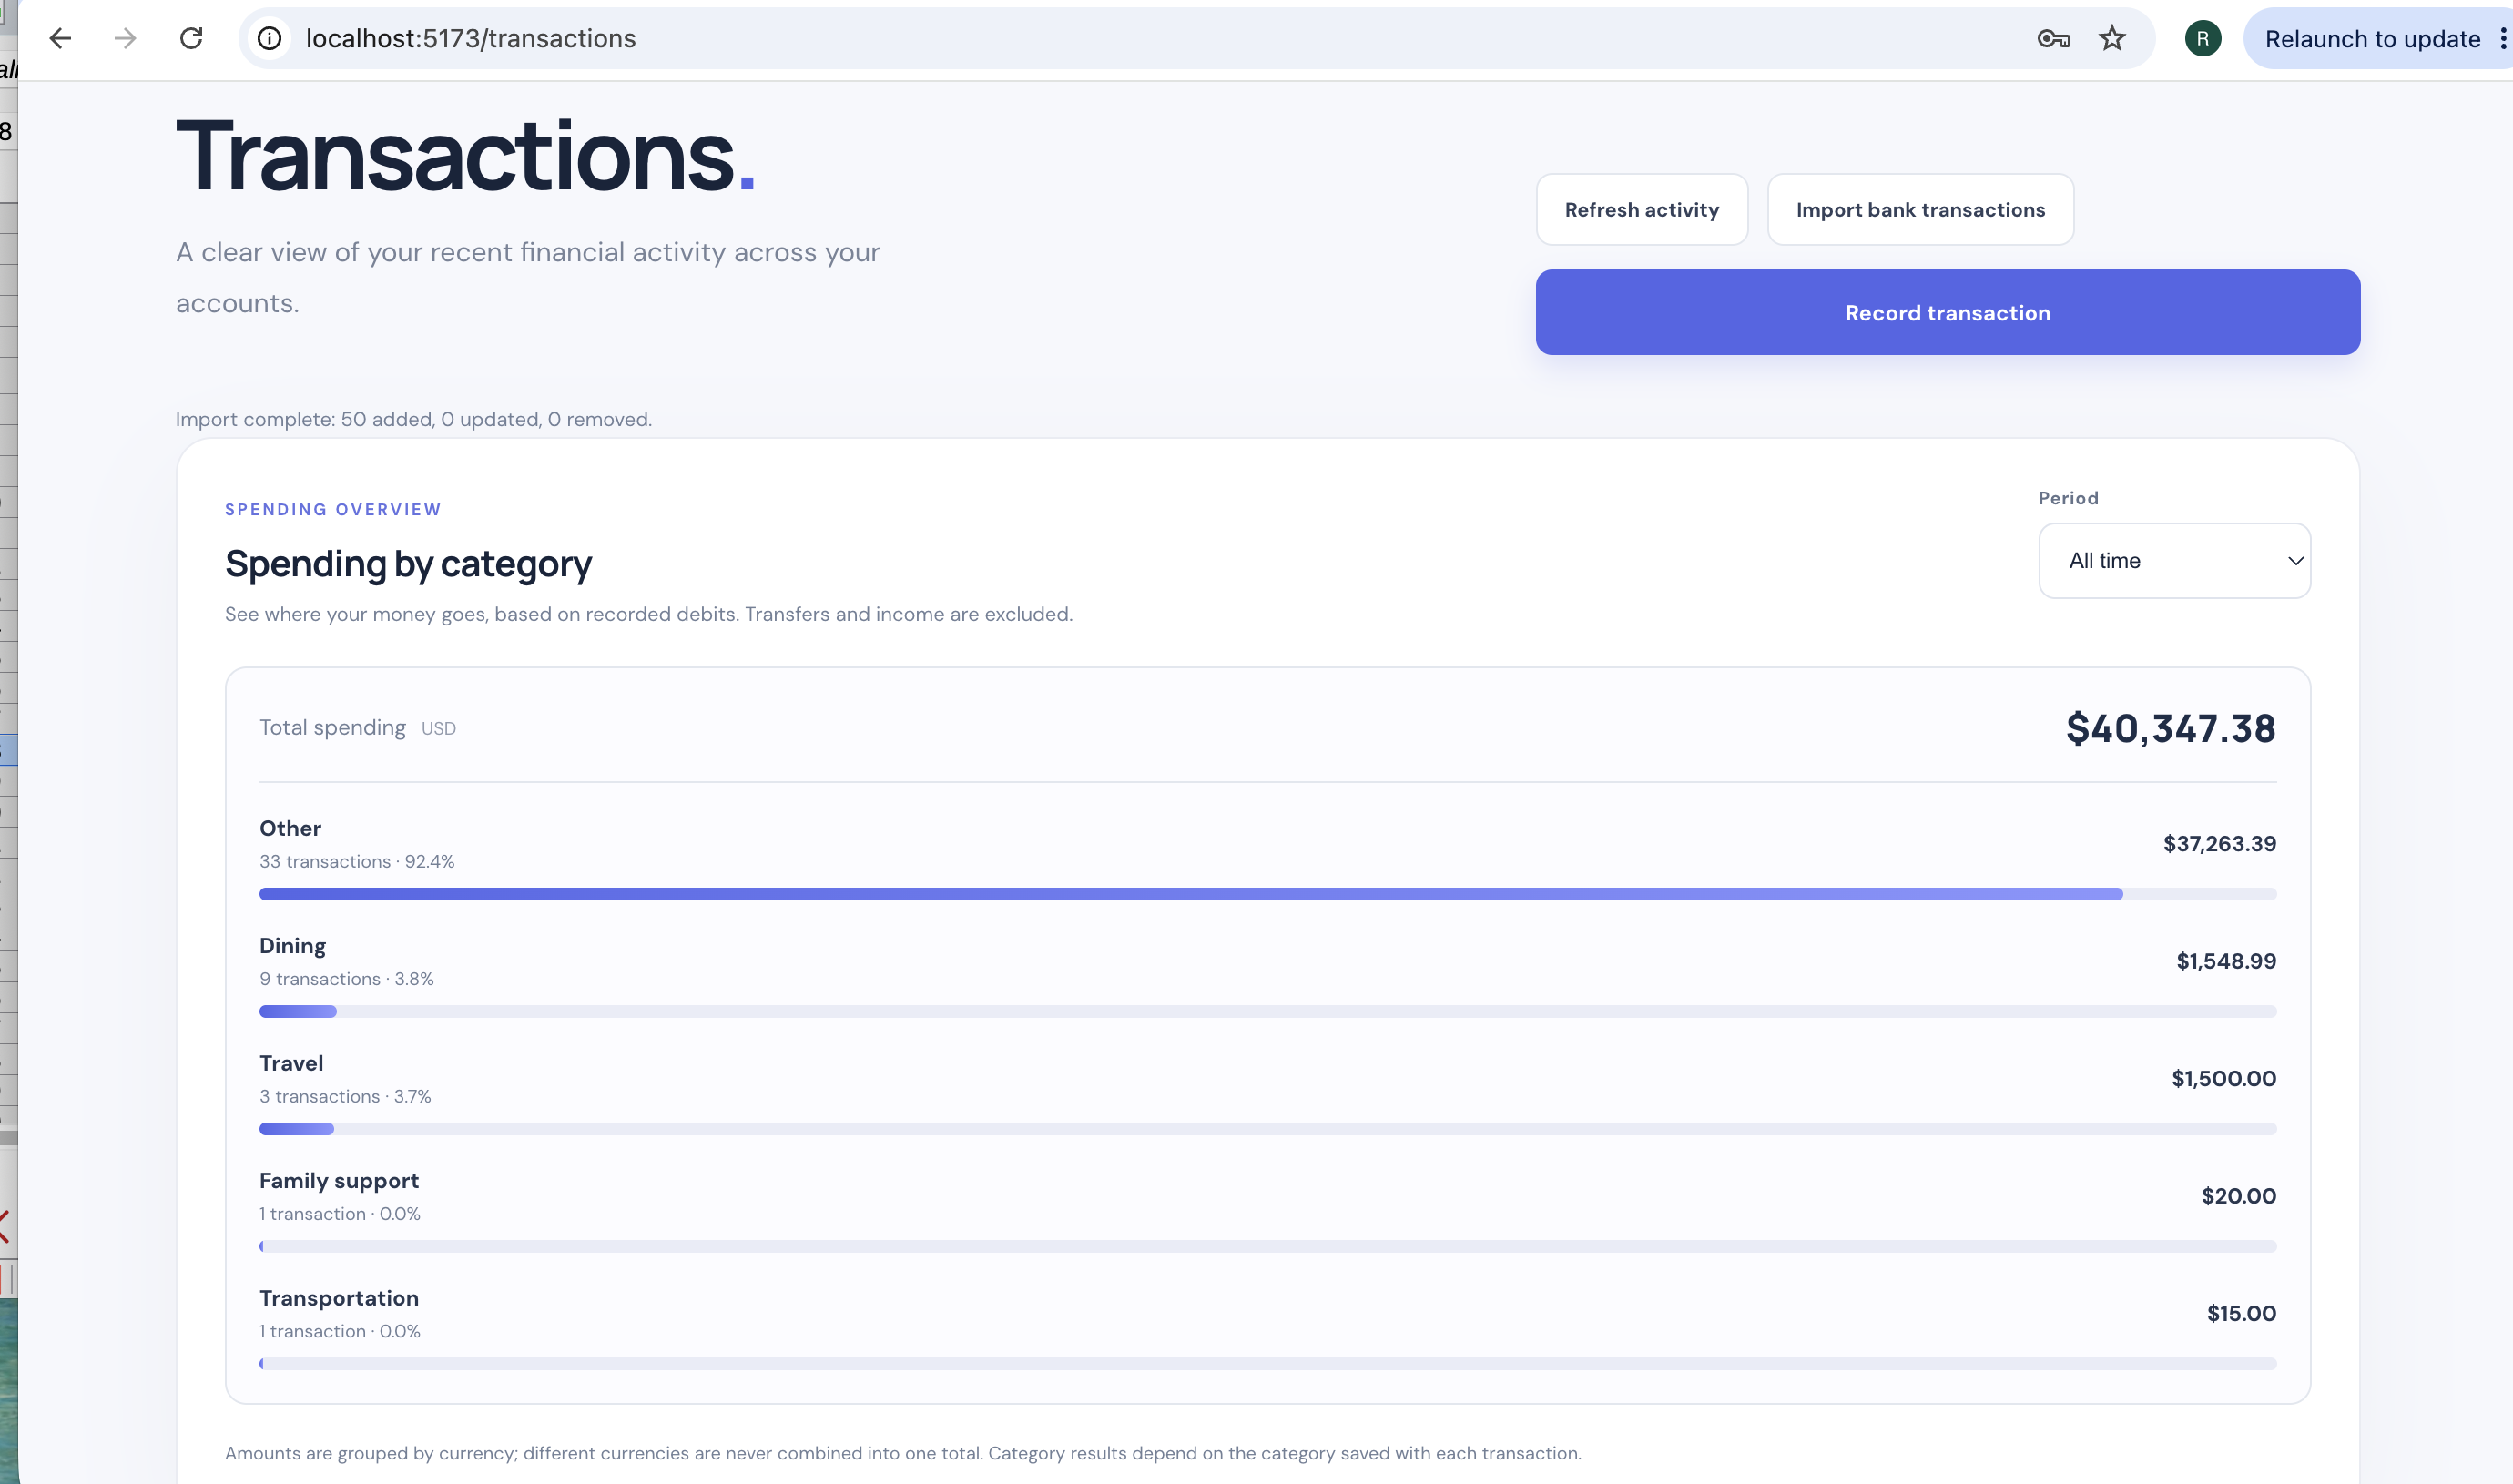 localhost:5173/transactions
R
Relaunch to update
Transactions.
A clear view of your recent financial activity across your
accounts.
Refresh activity
Import bank transactions
Record transaction
Import complete: 50 added, 0 updated, 0 removed.
SPENDING OVERVIEW
Spending by category
See where your money goes, based on recorded debits. Transfers and income are excluded.
Period
All time
Total spending USD
$40,347.38
Other
33 transactions · 92.4%
$37,263.39
Dining
9 transactions · 3.8%
$1,548.99
Travel
3 transactions · 3.7%
$1,500.00
Family support
1 transaction · 0.0%
$20.00
Transportation
1 transaction · 0.0%
$15.00
Amounts are grouped by currency; different currencies are never combined into one total. Category results depend on the category saved with each transaction.